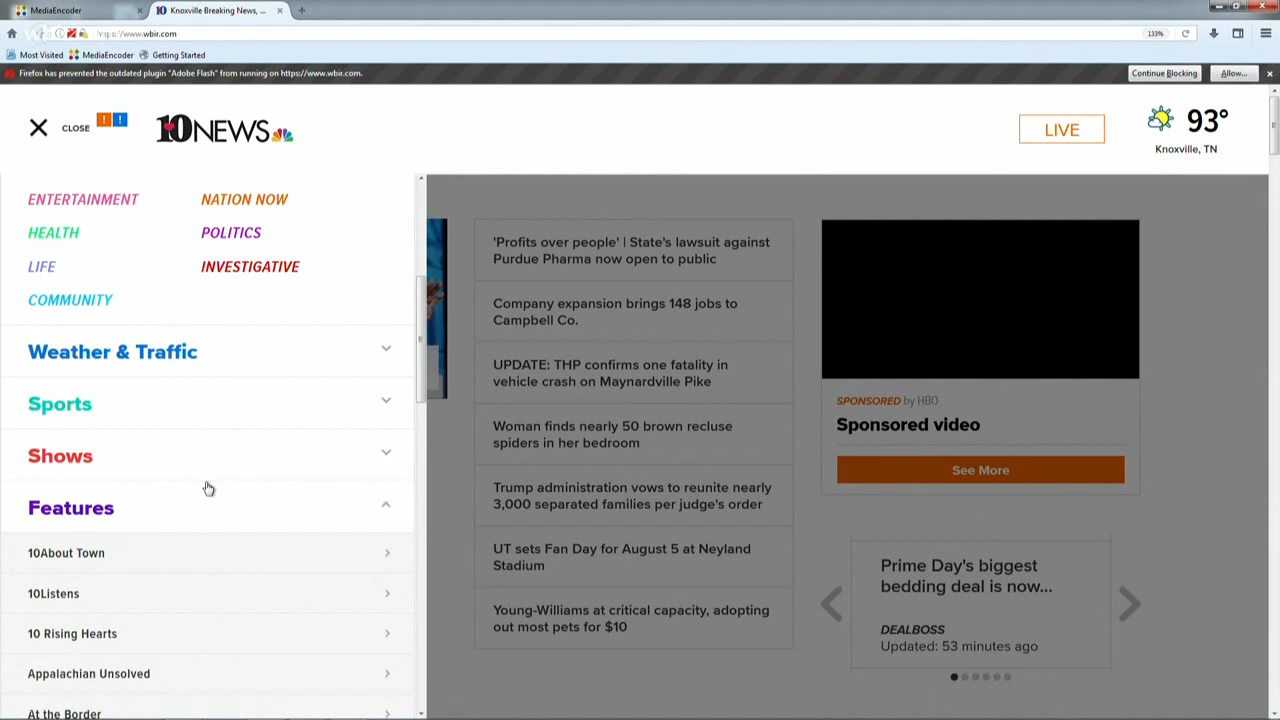 MediaEncoder
Knoxville Breaking News, ...
https://www.wbir.com
133%
Most Visited
MediaEncoder
Getting Started
Firefox has prevented the outdated plugin "Adobe Flash" from running on https://www.wbir.com.
Continue Blocking
Allow...
CLOSE
10NEWS
LIVE
93°
Knoxville, TN
ENTERTAINMENT
NATION NOW
HEALTH
POLITICS
LIFE
INVESTIGATIVE
COMMUNITY
Weather & Traffic
Sports
Shows
Features
10About Town
10Listens
10 Rising Hearts
Appalachian Unsolved
At the Border
'Profits over people' | State's lawsuit against
Purdue Pharma now open to public
Company expansion brings 148 jobs to
Campbell Co.
UPDATE: THP confirms one fatality in
vehicle crash on Maynardville Pike
Woman finds nearly 50 brown recluse
spiders in her bedroom
Trump administration vows to reunite nearly
3,000 separated families per judge's order
UT sets Fan Day for August 5 at Neyland
Stadium
Young-Williams at critical capacity, adopting
out most pets for $10
SPONSORED by HBO
Sponsored video
See More
Prime Day's biggest
bedding deal is now...
DEALBOSS
Updated: 53 minutes ago